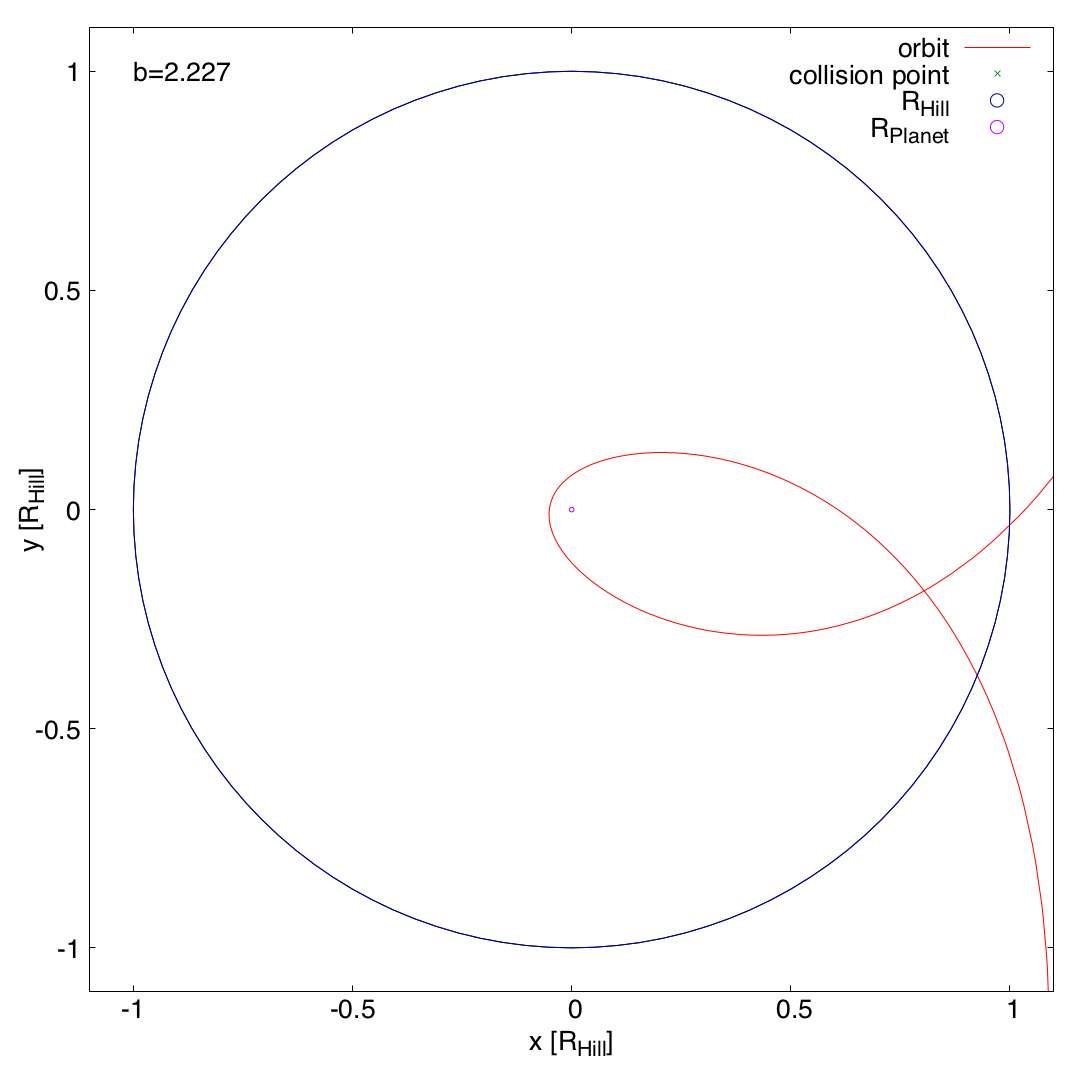 b=2.227
orbit
collision point
R_Hill
R_Planet
1
0.5
0
-0.5
-1
y [R_Hill]
-1
-0.5
0
0.5
1
x [R_Hill]